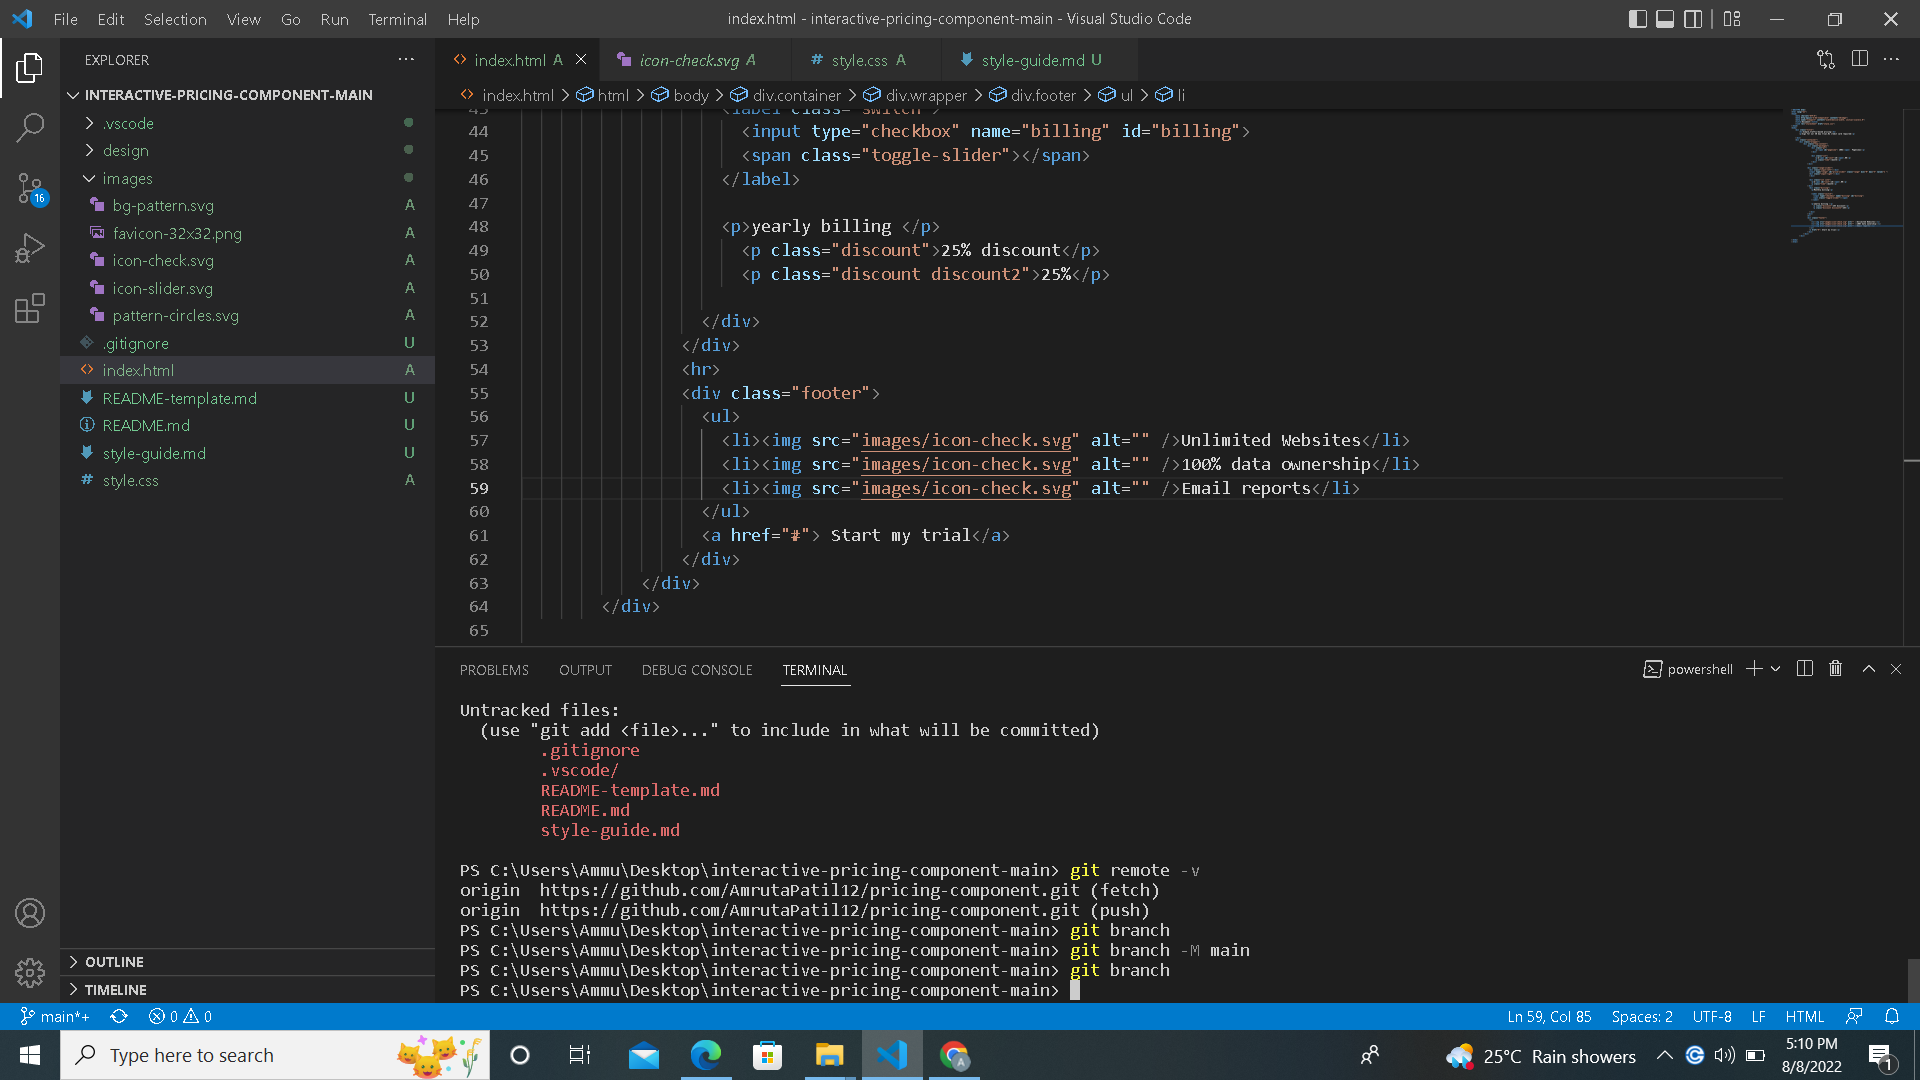 File Edit Selection View Go Run Terminal Help
index.html - interactive-pricing-component-main - Visual Studio Code
EXPLORER
INTERACTIVE-PRICING-COMPONENT-MAIN
.vscode
design
images
bg-pattern.svg A
favicon-32x32.png A
icon-check.svg A
icon-slider.svg A
pattern-circles.svg A
.gitignore U
index.html A
README-template.md U
README.md U
style-guide.md U
style.css A
16
OUTLINE
TIMELINE
index.html A icon-check.svg A style.css A style-guide.md U
index.html > html > body > div.container > div.wrapper > div.footer > ul > li
43 <label class="switch">
44 <input type="checkbox" name="billing" id="billing">
45 <span class="toggle-slider"></span>
46 </label>
47
48 <p>yearly billing </p>
49 <p class="discount">25% discount</p>
50 <p class="discount discount2">25%</p>
51
52 </div>
53 </div>
54 <hr>
55 <div class="footer">
56 <ul>
57 <li><img src="images/icon-check.svg" alt="" />Unlimited Websites</li>
58 <li><img src="images/icon-check.svg" alt="" />100% data ownership</li>
59 <li><img src="images/icon-check.svg" alt="" />Email reports</li>
60 </ul>
61 <a href="#"> Start my trial</a>
62 </div>
63 </div>
64 </div>
65
PROBLEMS OUTPUT DEBUG CONSOLE TERMINAL
powershell
Untracked files:
(use "git add <file>..." to include in what will be committed)
.gitignore
.vscode/
README-template.md
README.md
style-guide.md
PS C:\Users\Ammu\Desktop\interactive-pricing-component-main> git remote -v
origin https://github.com/AmrutaPatil12/pricing-component.git (fetch)
origin https://github.com/AmrutaPatil12/pricing-component.git (push)
PS C:\Users\Ammu\Desktop\interactive-pricing-component-main> git branch
PS C:\Users\Ammu\Desktop\interactive-pricing-component-main> git branch -M main
PS C:\Users\Ammu\Desktop\interactive-pricing-component-main> git branch
PS C:\Users\Ammu\Desktop\interactive-pricing-component-main>
main*+ 0 0
Ln 59, Col 85 Spaces: 2 UTF-8 LF HTML
Type here to search
25°C Rain showers
5:10 PM
8/8/2022
1